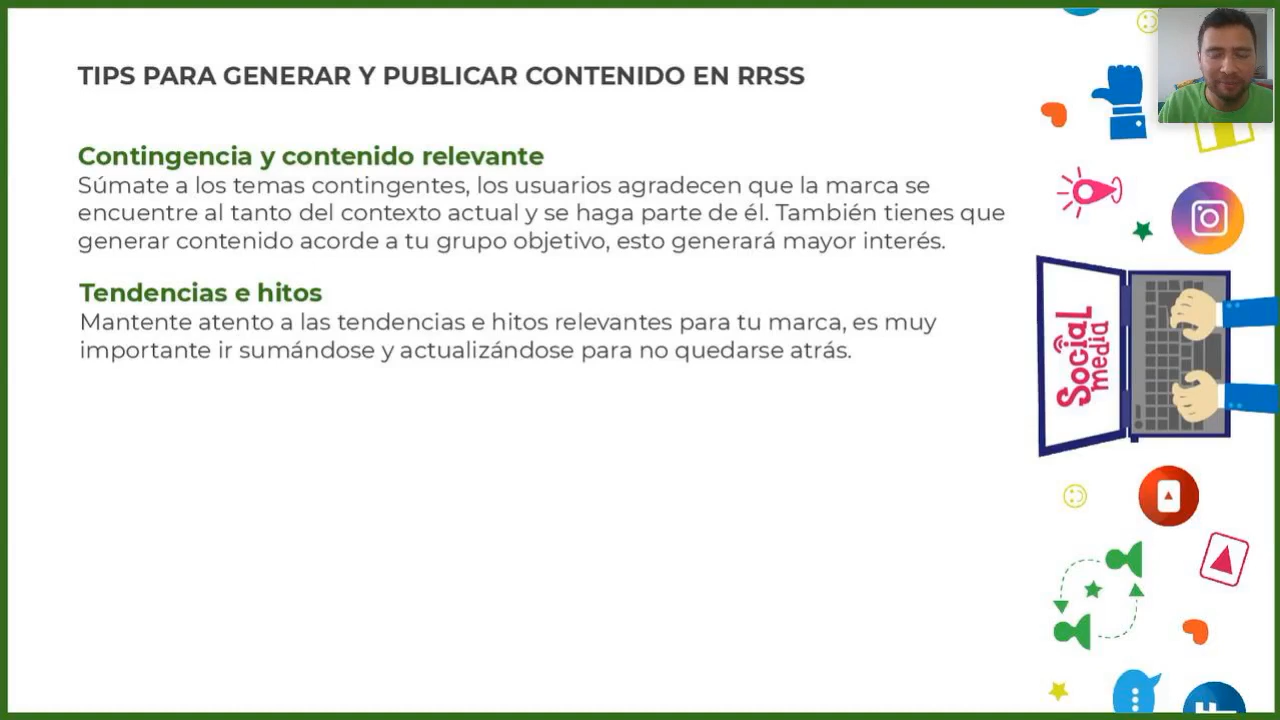 TIPS PARA GENERAR Y PUBLICAR CONTENIDO EN RRSS
Contingencia y contenido relevante
Súmate a los temas contingentes, los usuarios agradecen que la marca se
encuentre al tanto del contexto actual y se haga parte de él. También tienes que
generar contenido acorde a tu grupo objetivo, esto generará mayor interés.
Tendencias e hitos
Mantente atento a las tendencias e hitos relevantes para tu marca, es muy
importante ir sumándose y actualizándose para no quedarse atrás.
Social
media